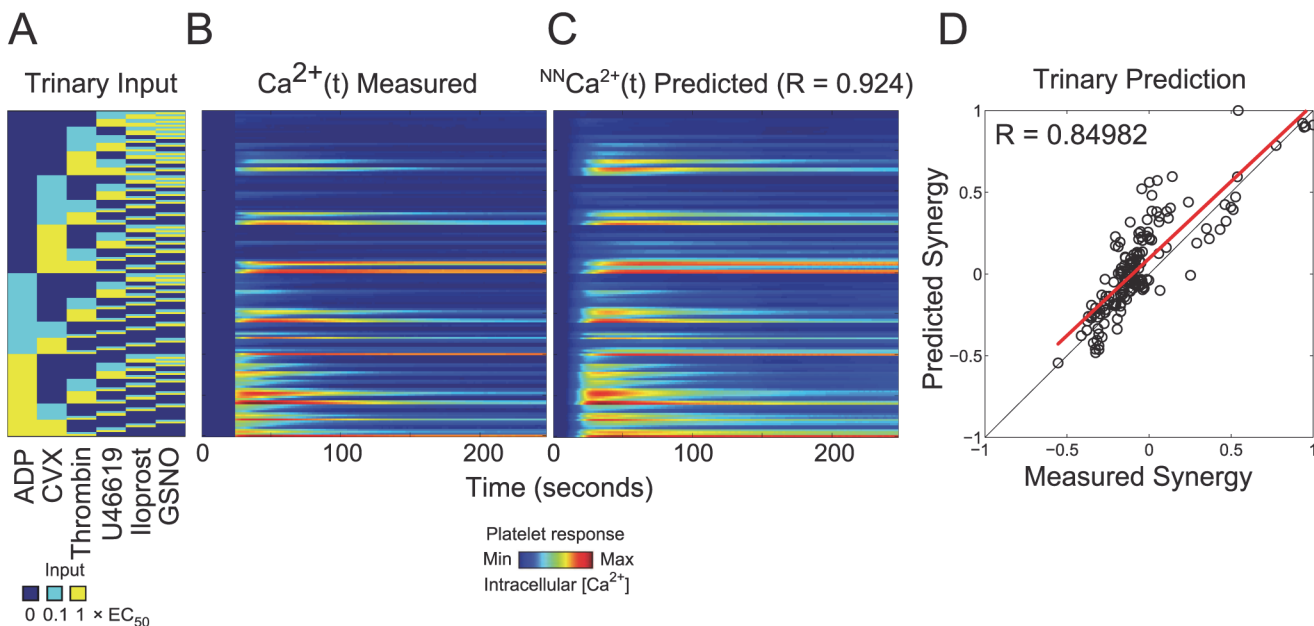 A
Trinary Input
ADP
CVX
Thrombin
U46619
Iloprost
GSNO
Input
0 0.1 1 × EC50
B
Ca2+(t) Measured
0 100 200
C
NNCa2+(t) Predicted (R = 0.924)
0 100 200
Time (seconds)
Platelet response
Min Max
Intracellular [Ca2+]
D
Trinary Prediction
R = 0.84982
Predicted Synergy
1
0.5
0
-0.5
-1
-1 -0.5 0 0.5 1
Measured Synergy